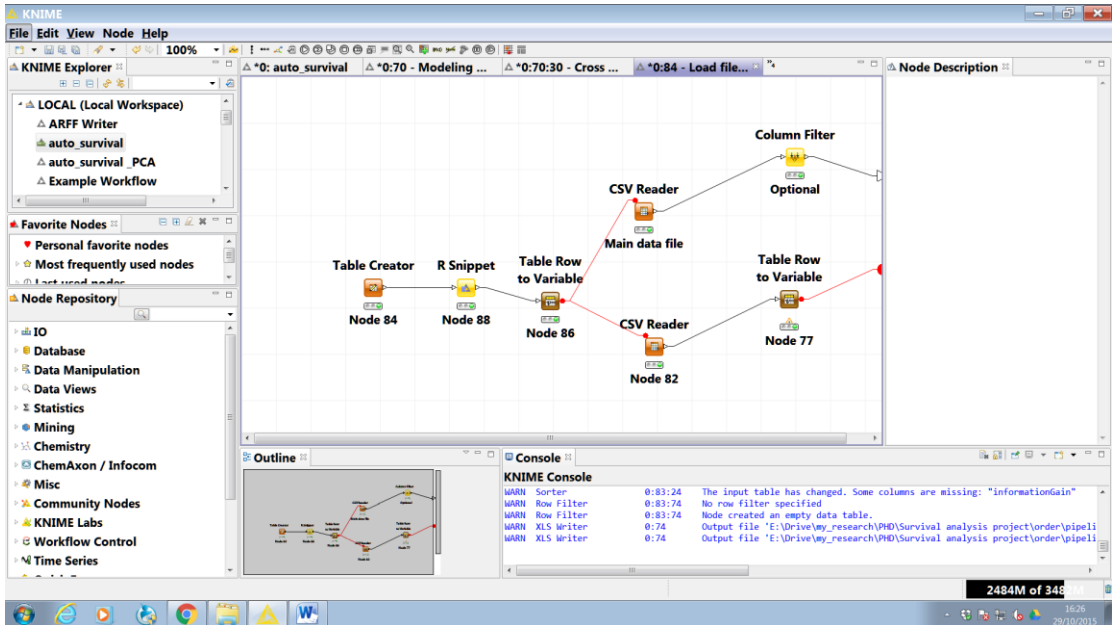 KNIME
File Edit View Node Help
100%
KNIME Explorer
LOCAL (Local Workspace)
ARFF Writer
auto_survival
auto_survival _PCA
Example Workflow
Favorite Nodes
Personal favorite nodes
Most frequently used nodes
Last used nodes
Node Repository
IO
Database
Data Manipulation
Data Views
Statistics
Mining
Chemistry
ChemAxon / Infocom
Misc
Community Nodes
KNIME Labs
Workflow Control
Time Series
*0: auto_survival
*0:70 - Modeling ...
*0:70:30 - Cross ...
*0:84 - Load file...
"4
Column Filter
Optional
CSV Reader
Main data file
Table Creator
Node 84
R Snippet
Node 88
Table Row
to Variable
Node 86
CSV Reader
Node 82
Table Row
to Variable
Node 77
Node Description
Outline
Console
KNIME Console
WARN Sorter 0:83:24 The input table has changed. Some columns are missing: "informationGain"
WARN Row Filter 0:83:74 No row filter specified
WARN Row Filter 0:83:74 Node created an empty data table.
WARN XLS Writer 0:74 Output file 'E:\Drive\my_research\PHD\Survival analysis project\order\pipeli
WARN XLS Writer 0:74 Output file 'E:\Drive\my_research\PHD\Survival analysis project\order\pipeli
2484M of 3482M
16:26
29/10/2015